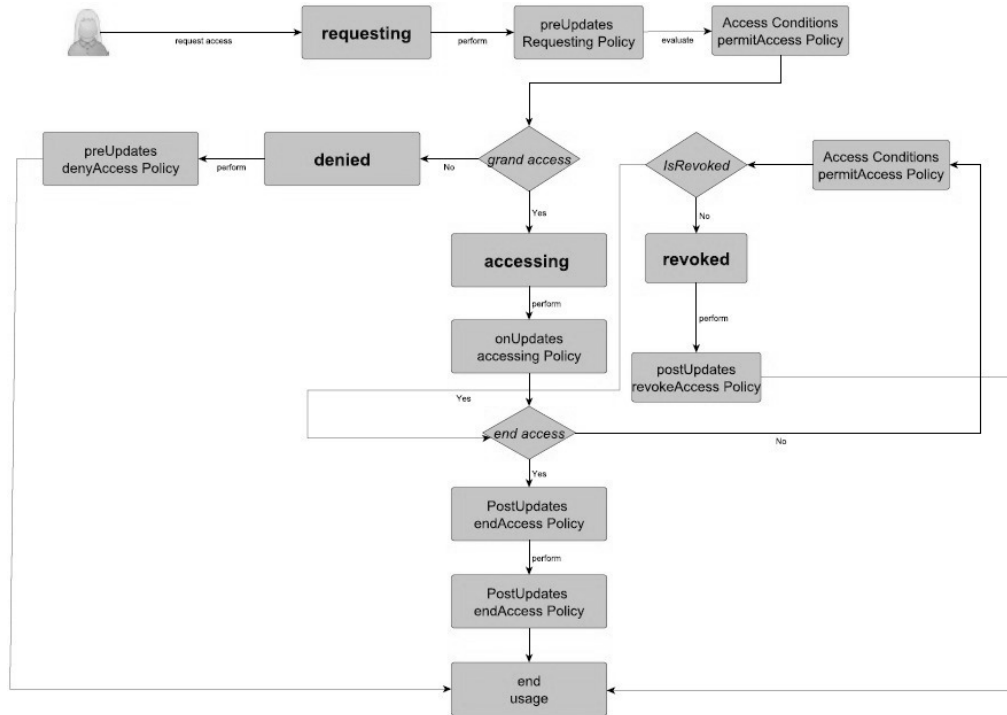 request access
requesting
perform
preUpdates
Requesting Policy
evaluate
Access Conditions
permitAccess Policy
preUpdates
denyAccess Policy
perform
denied
No
grand access
IsRevoked
Access Conditions
permitAccess Policy
Yes
No
accessing
revoked
perform
perform
onUpdates
accessing Policy
postUpdates
revokeAccess Policy
Yes
end access
No
Yes
PostUpdates
endAccess Policy
perform
PostUpdates
endAccess Policy
end
usage